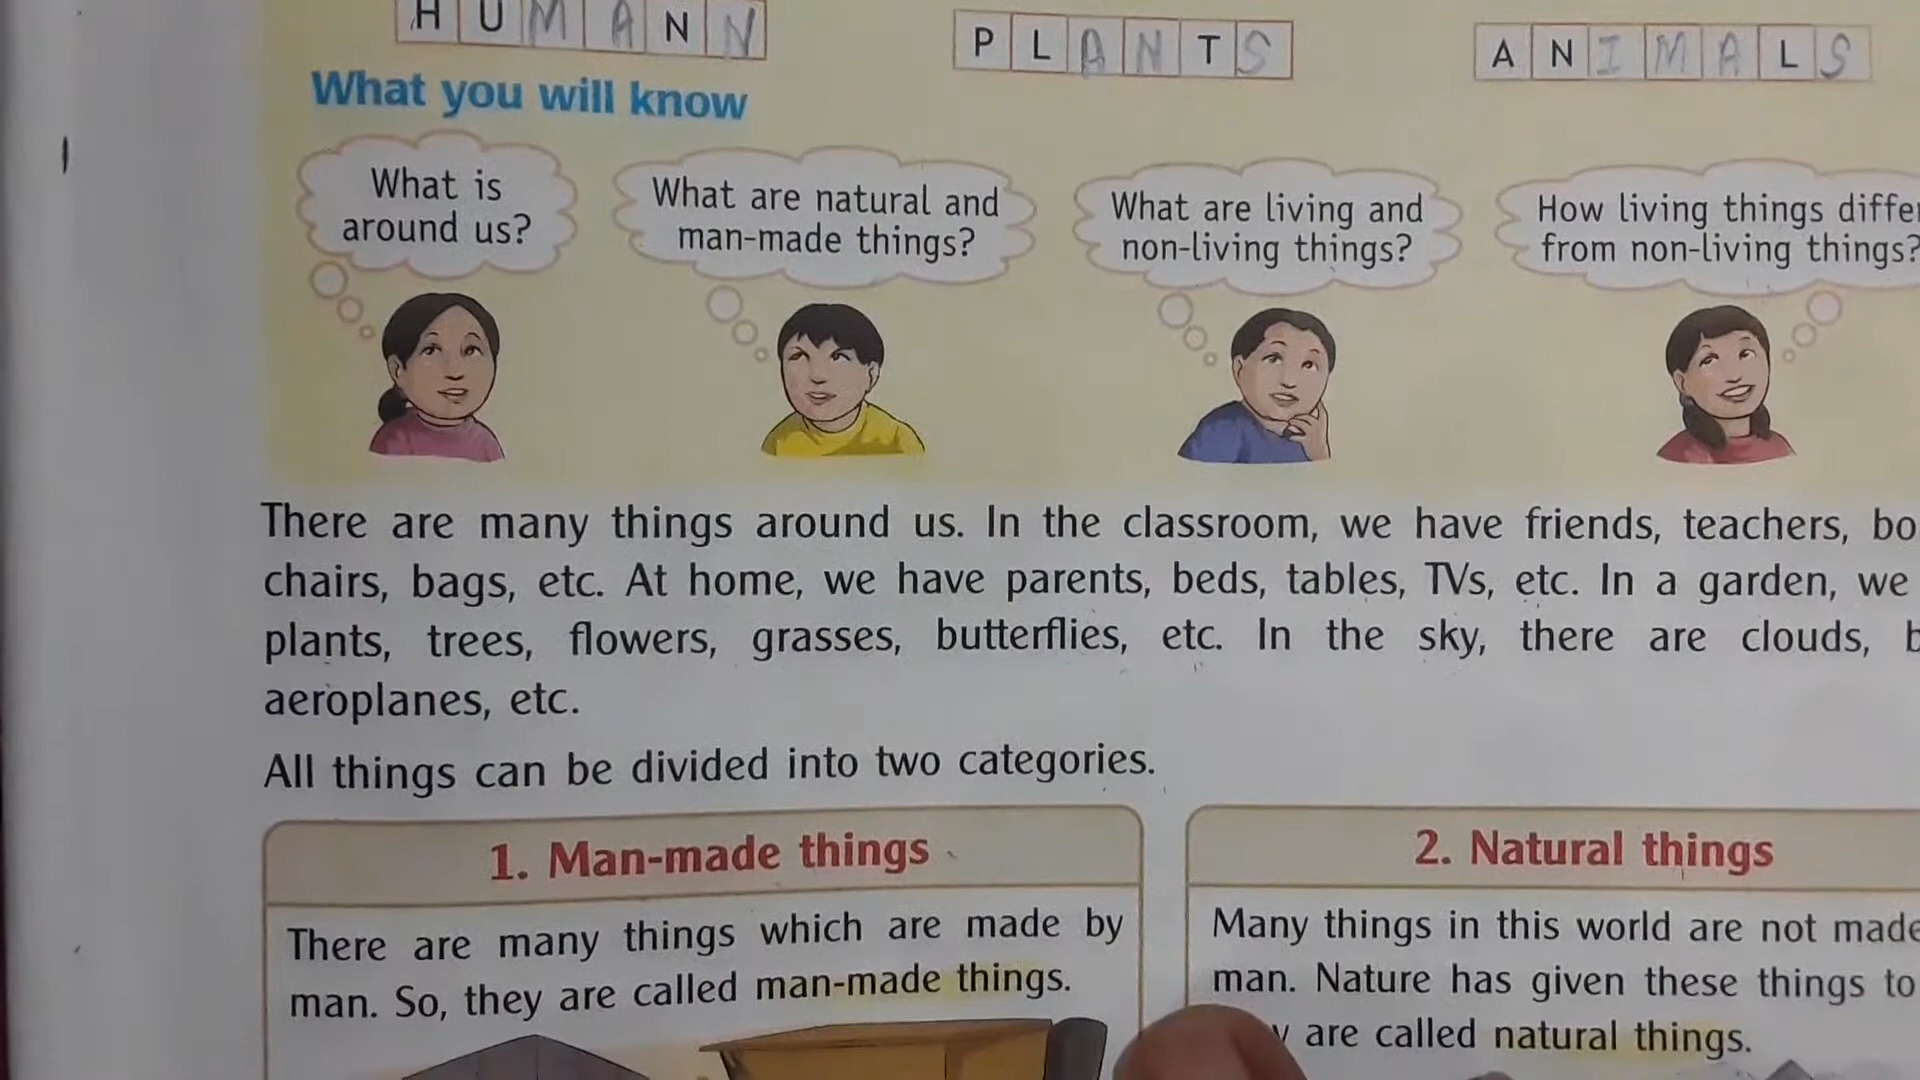 H U M A N N
P L A N T S
A N I M A L S
What you will know
What is
around us?
What are natural and
man-made things?
What are living and
non-living things?
How living things differ
from non-living things?
There are many things around us. In the classroom, we have friends, teachers,
chairs, bags, etc. At home, we have parents, beds, tables, TVs, etc. In a garden, we
plants, trees, flowers, grasses, butterflies, etc. In the sky, there are clouds,
aeroplanes, etc.
All things can be divided into two categories.
1. Man-made things
There are many things which are made by
man. So, they are called man-made things.
2. Natural things
Many things in this world are not made
man. Nature has given these things to
are called natural things.